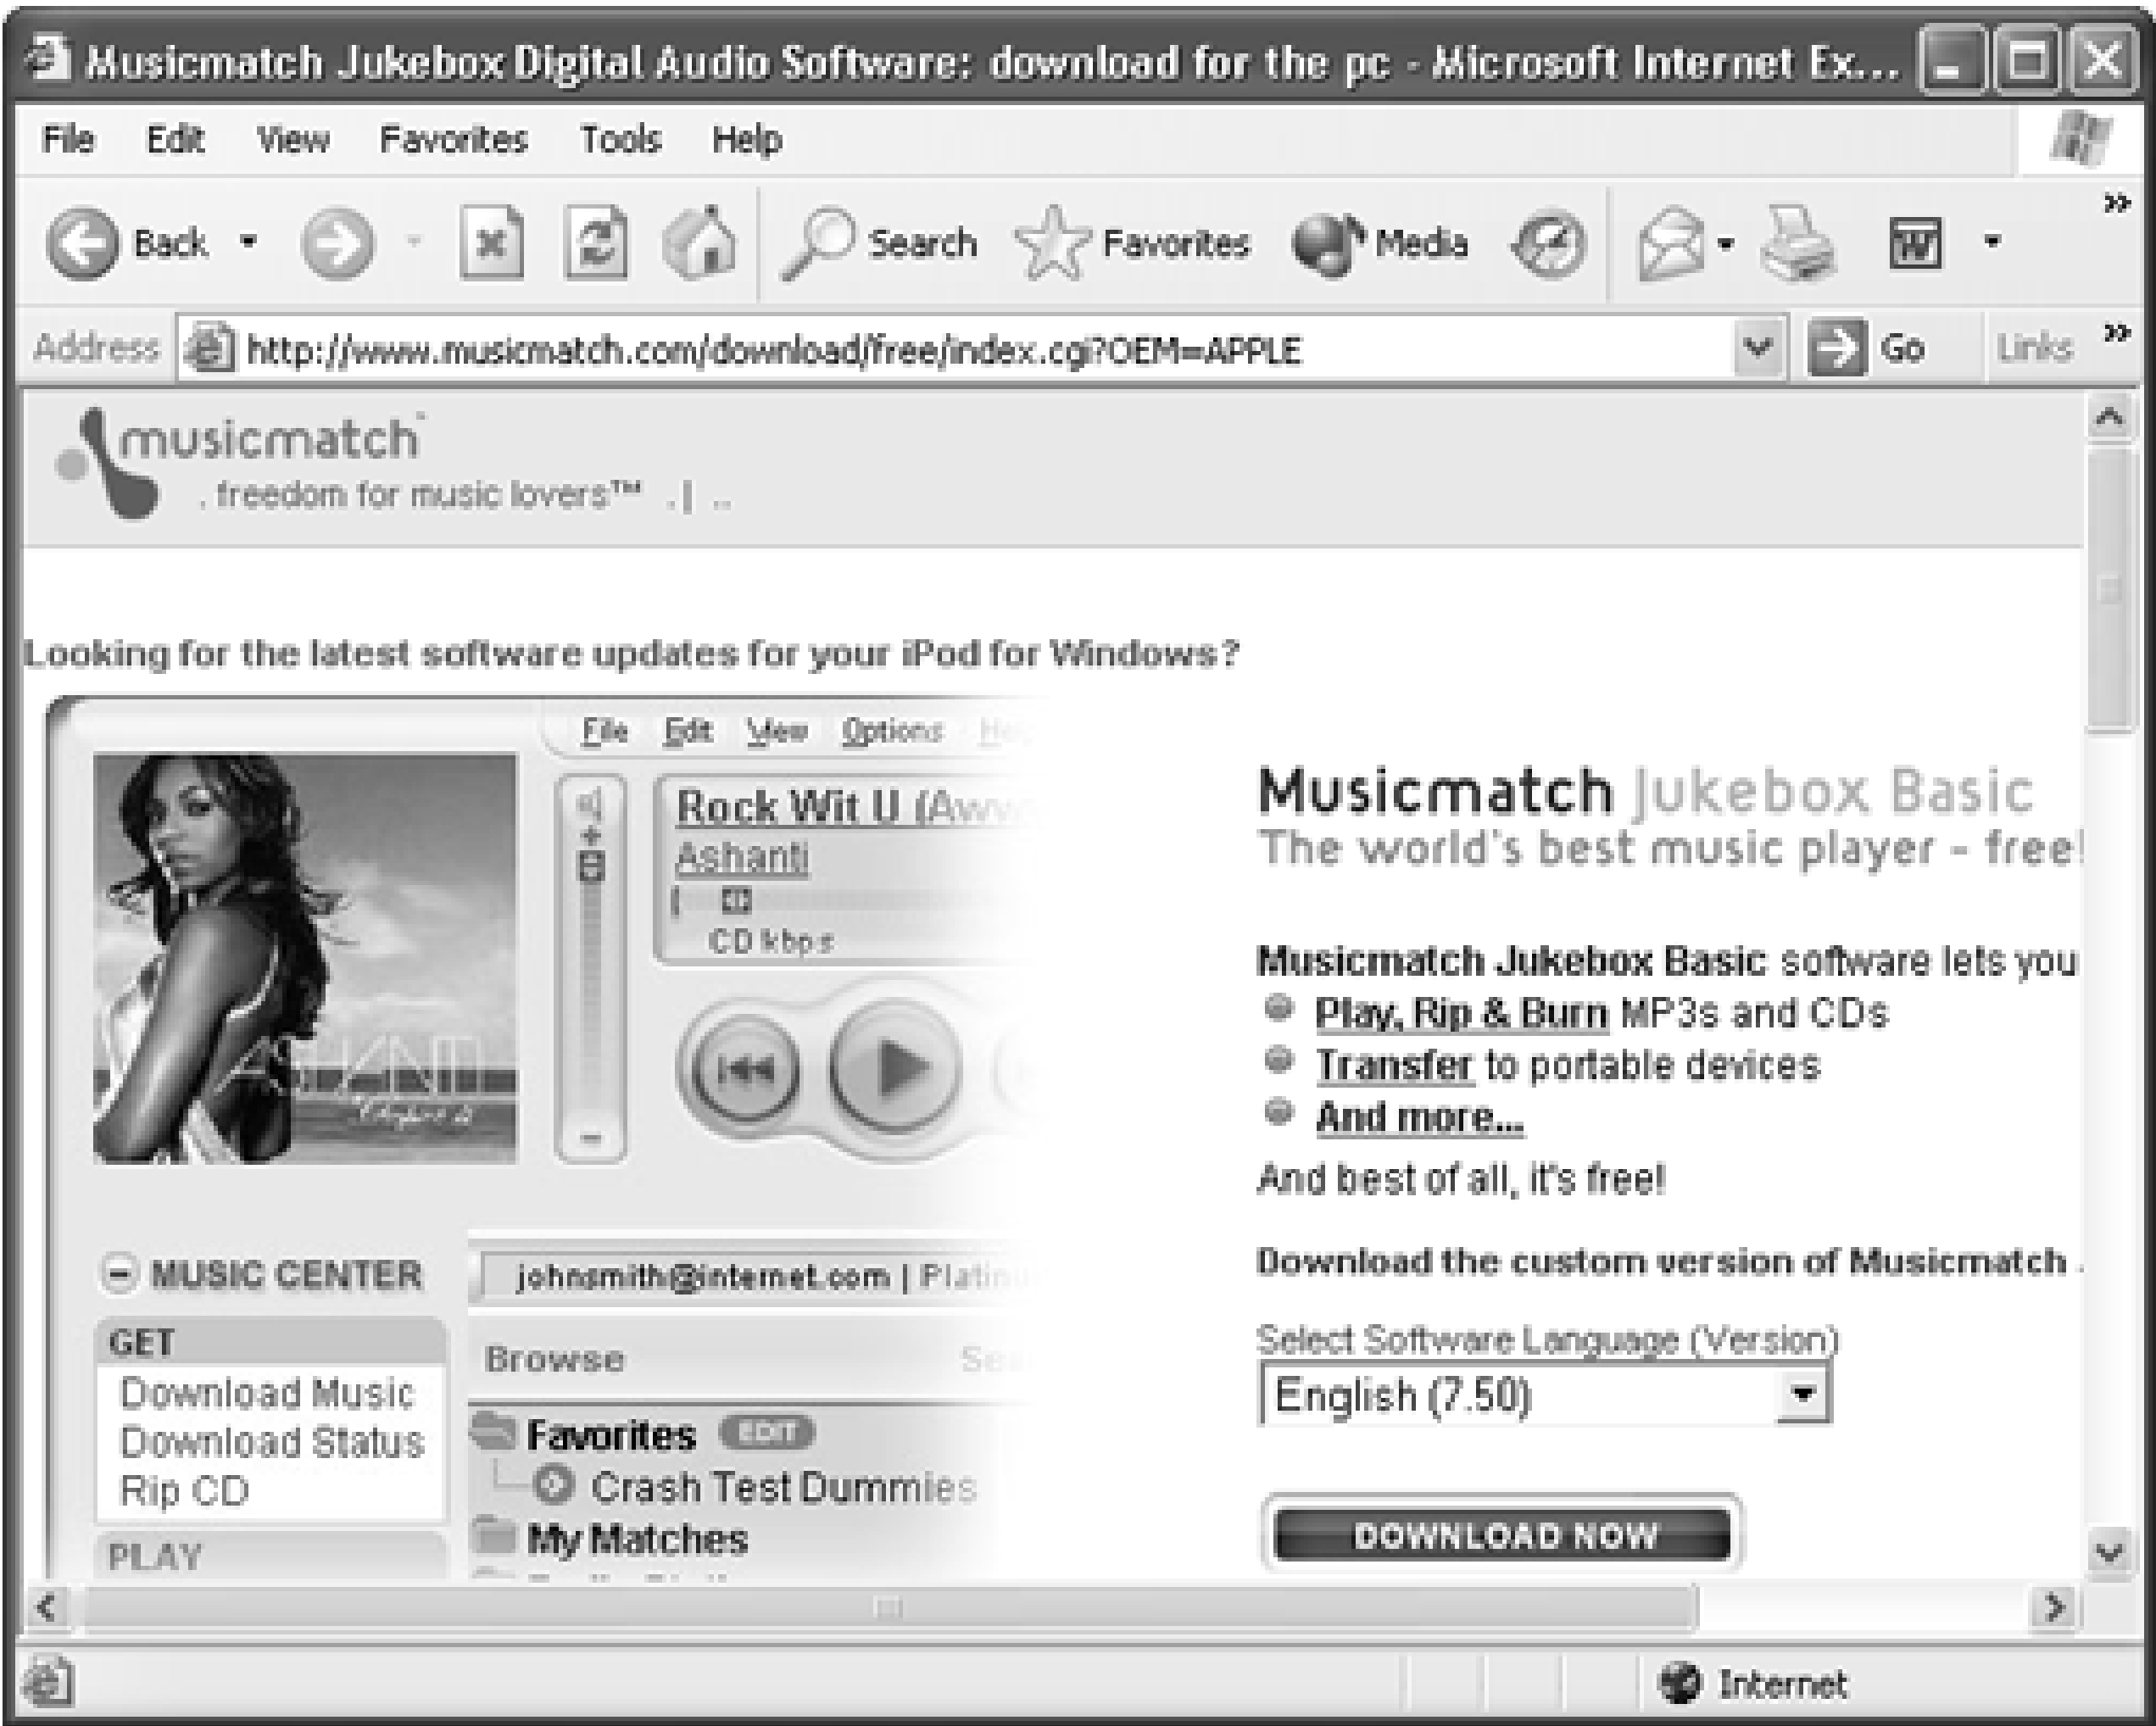 Musicmatch Jukebox Digital Audio Software: download for the pc - Microsoft Internet Ex...
File Edit View Favorites Tools Help
Back Search Favorites Media
Address http://www.musicmatch.com/download/free/index.cgi?OEM=APPLE Go Links
musicmatch
. freedom for music lovers™ .| ..
Looking for the latest software updates for your iPod for Windows?
File Edit View Options
Rock Wit U (Aww
Ashanti
CD kbps
ASHANTI
Musicmatch Jukebox Basic
The world's best music player - free!
Musicmatch Jukebox Basic software lets you
Play, Rip & Burn MP3s and CDs
Transfer to portable devices
And more...
And best of all, it's free!
Download the custom version of Musicmatch
Select Software Language (Version)
English (7.50)
DOWNLOAD NOW
MUSIC CENTER
GET
Download Music
Download Status
Rip CD
PLAY
johnsmith@internet.com | Platin
Browse
Favorites EDIT
Crash Test Dummies
My Matches
Internet